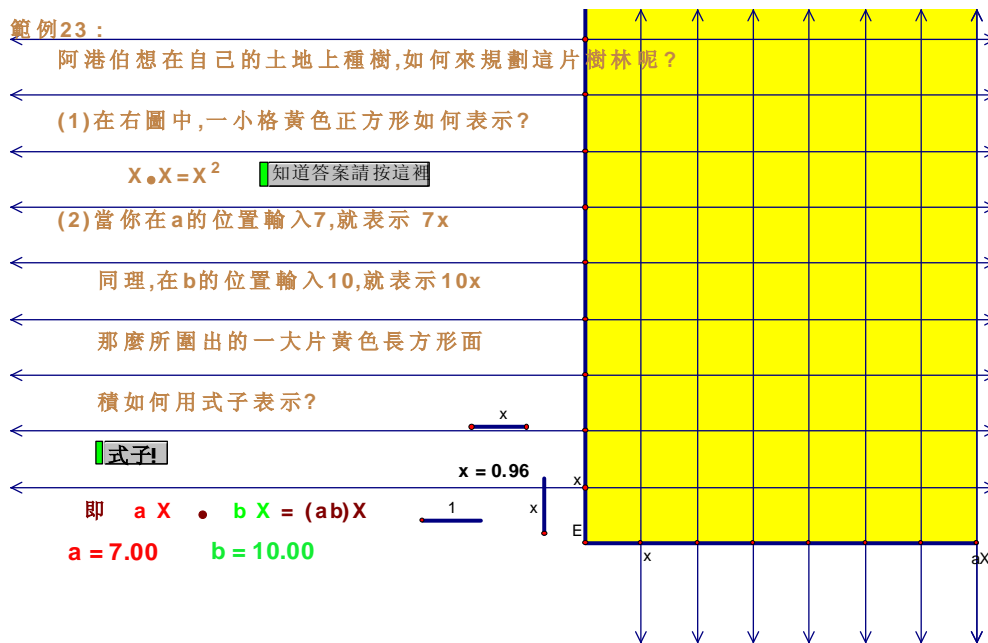 範例23：
阿港伯想在自己的土地上種樹,如何來規劃這片樹林呢?
(1)在右圖中,一小格黃色正方形如何表示?
X•X=X²
知道答案請按這裡
(2)當你在a的位置輸入7,就表示 7x
同理,在b的位置輸入10,就表示10x
那麼所圍出的一大片黃色長方形面
積如何用式子表示?
x
式子!
x = 0.96
x
即 a X • b X = (ab)X
1
x
E
a = 7.00 b = 10.00
x
aX